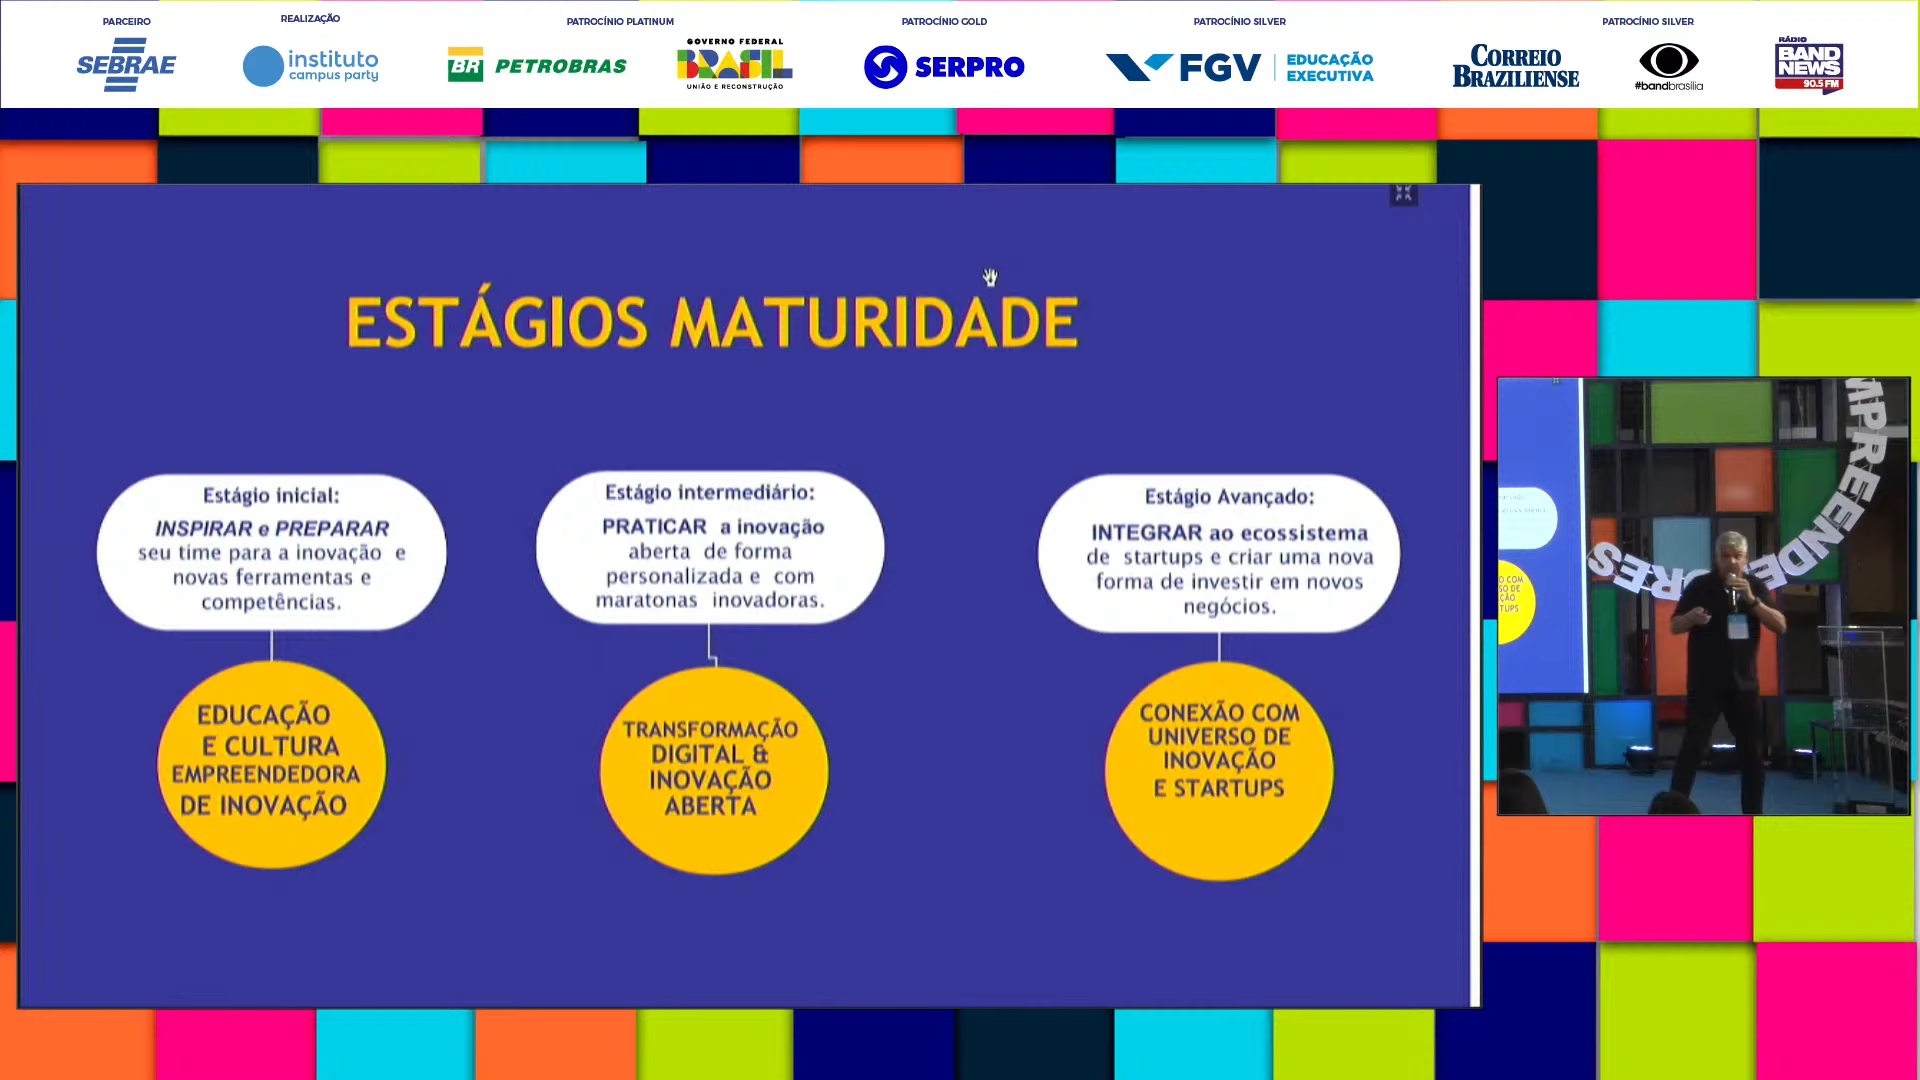 PARCEIRO
REALIZAÇÃO
PATROCÍNIO PLATINUM
PATROCÍNIO GOLD
PATROCÍNIO SILVER
PATROCÍNIO SILVER
SEBRAE
instituto
campus party
BR PETROBRAS
GOVERNO FEDERAL
BRASIL
UNIÃO E RECONSTRUÇÃO
SERPRO
FGV
EDUCAÇÃO
EXECUTIVA
CORREIO
BRAZILIENSE
#bandbrasília
RÁDIO
BAND
NEWS
90.5 FM
ESTÁGIOS MATURIDADE
Estágio inicial:
INSPIRAR e PREPARAR
seu time para a inovação e
novas ferramentas e
competências.
EDUCAÇÃO
E CULTURA
EMPREENDEDORA
DE INOVAÇÃO
Estágio intermediário:
PRATICAR a inovação
aberta de forma
personalizada e com
maratonas inovadoras.
TRANSFORMAÇÃO
DIGITAL &
INOVAÇÃO
ABERTA
Estágio Avançado:
INTEGRAR ao ecossistema
de startups e criar uma nova
forma de investir em novos
negócios.
CONEXÃO COM
UNIVERSO DE
INOVAÇÃO
E STARTUPS
MPREENDE
ORES